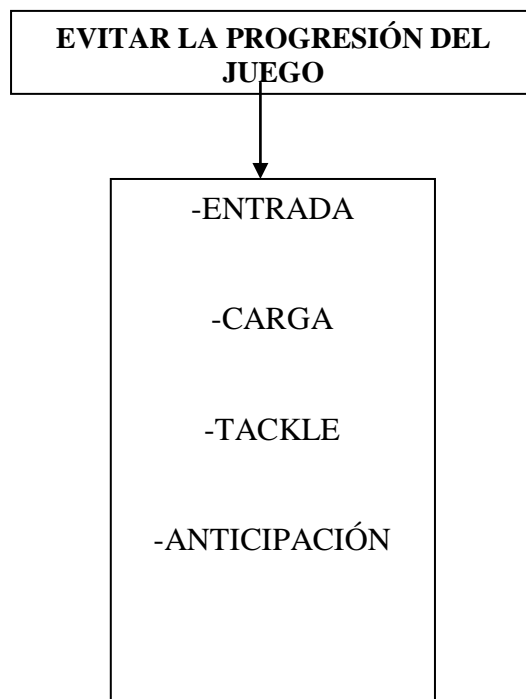 EVITAR LA PROGRESIÓN DEL
JUEGO
-ENTRADA
-CARGA
-TACKLE
-ANTICIPACIÓN